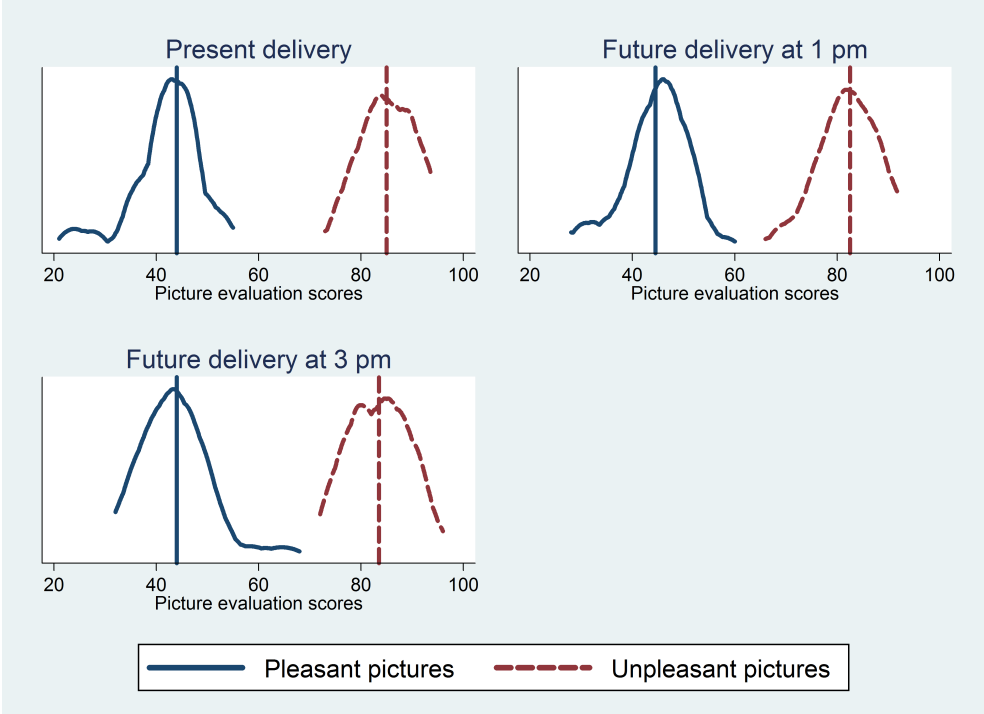 Present delivery
20 40 60 80 100
Picture evaluation scores
Future delivery at 1 pm
20 40 60 80 100
Picture evaluation scores
Future delivery at 3 pm
20 40 60 80 100
Picture evaluation scores
Pleasant pictures Unpleasant pictures